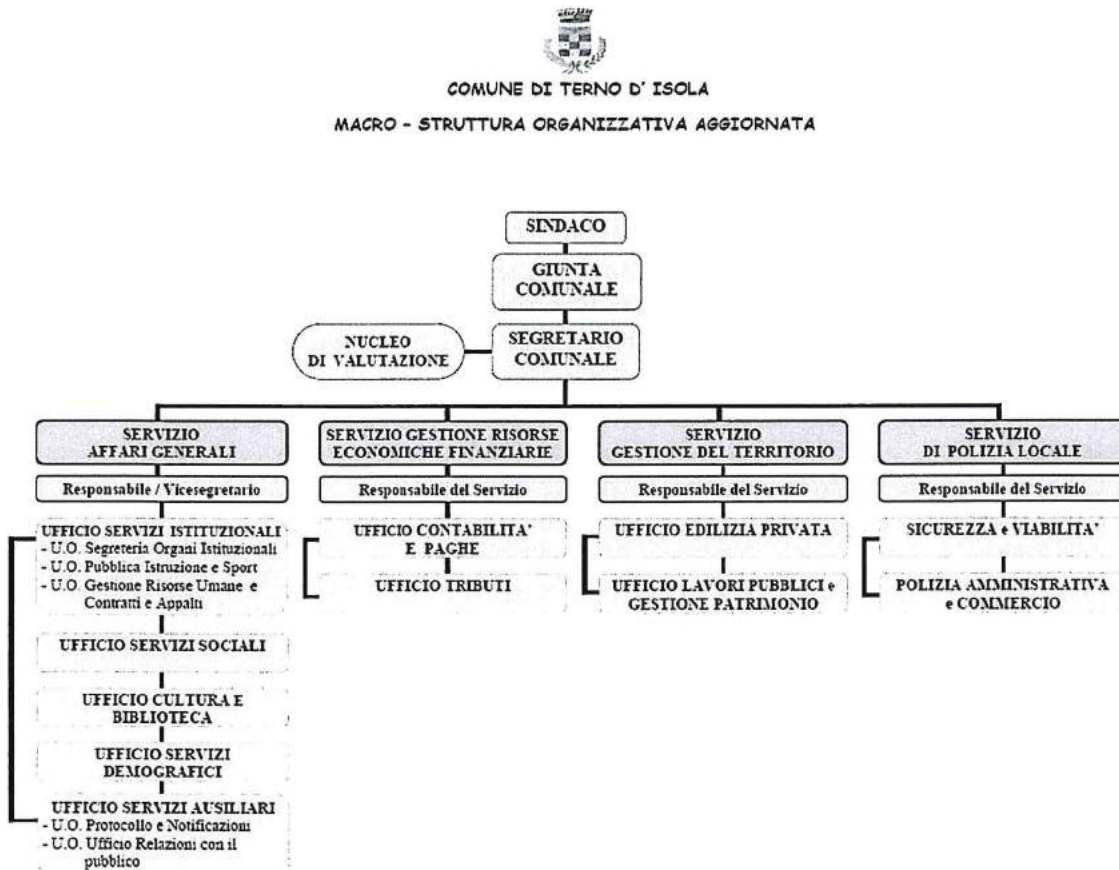 COMUNE DI TERNO D' ISOLA
MACRO - STRUTTURA ORGANIZZATIVA AGGIORNATA
SINDACO
GIUNTA
COMUNALE
NUCLEO
DI VALUTAZIONE
SEGRETARIO
COMUNALE
SERVIZIO
AFFARI GENERALI
Responsabile / Vicesegretario
UFFICIO SERVIZI ISTITUZIONALI
- U.O. Segreteria Organi Istituzionali
- U.O. Pubblica Istruzione e Sport
- U.O. Gestione Risorse Umane e
Contratti e Appalti
UFFICIO SERVIZI SOCIALI
UFFICIO CULTURA E
BIBLIOTECA
UFFICIO SERVIZI
DEMOGRAFICI
UFFICIO SERVIZI AUSILIARI
- U.O. Protocollo e Notificazioni
- U.O. Ufficio Relazioni con il
pubblico
SERVIZIO GESTIONE RISORSE
ECONOMICHE FINANZIARIE
Responsabile del Servizio
UFFICIO CONTABILITA'
E PAGHE
UFFICIO TRIBUTI
SERVIZIO
GESTIONE DEL TERRITORIO
Responsabile del Servizio
UFFICIO EDILIZIA PRIVATA
UFFICIO LAVORI PUBBLICI e
GESTIONE PATRIMONIO
SERVIZIO
DI POLIZIA LOCALE
Responsabile del Servizio
SICUREZZA e VIABILITA'
POLIZIA AMMINISTRATIVA
e COMMERCIO